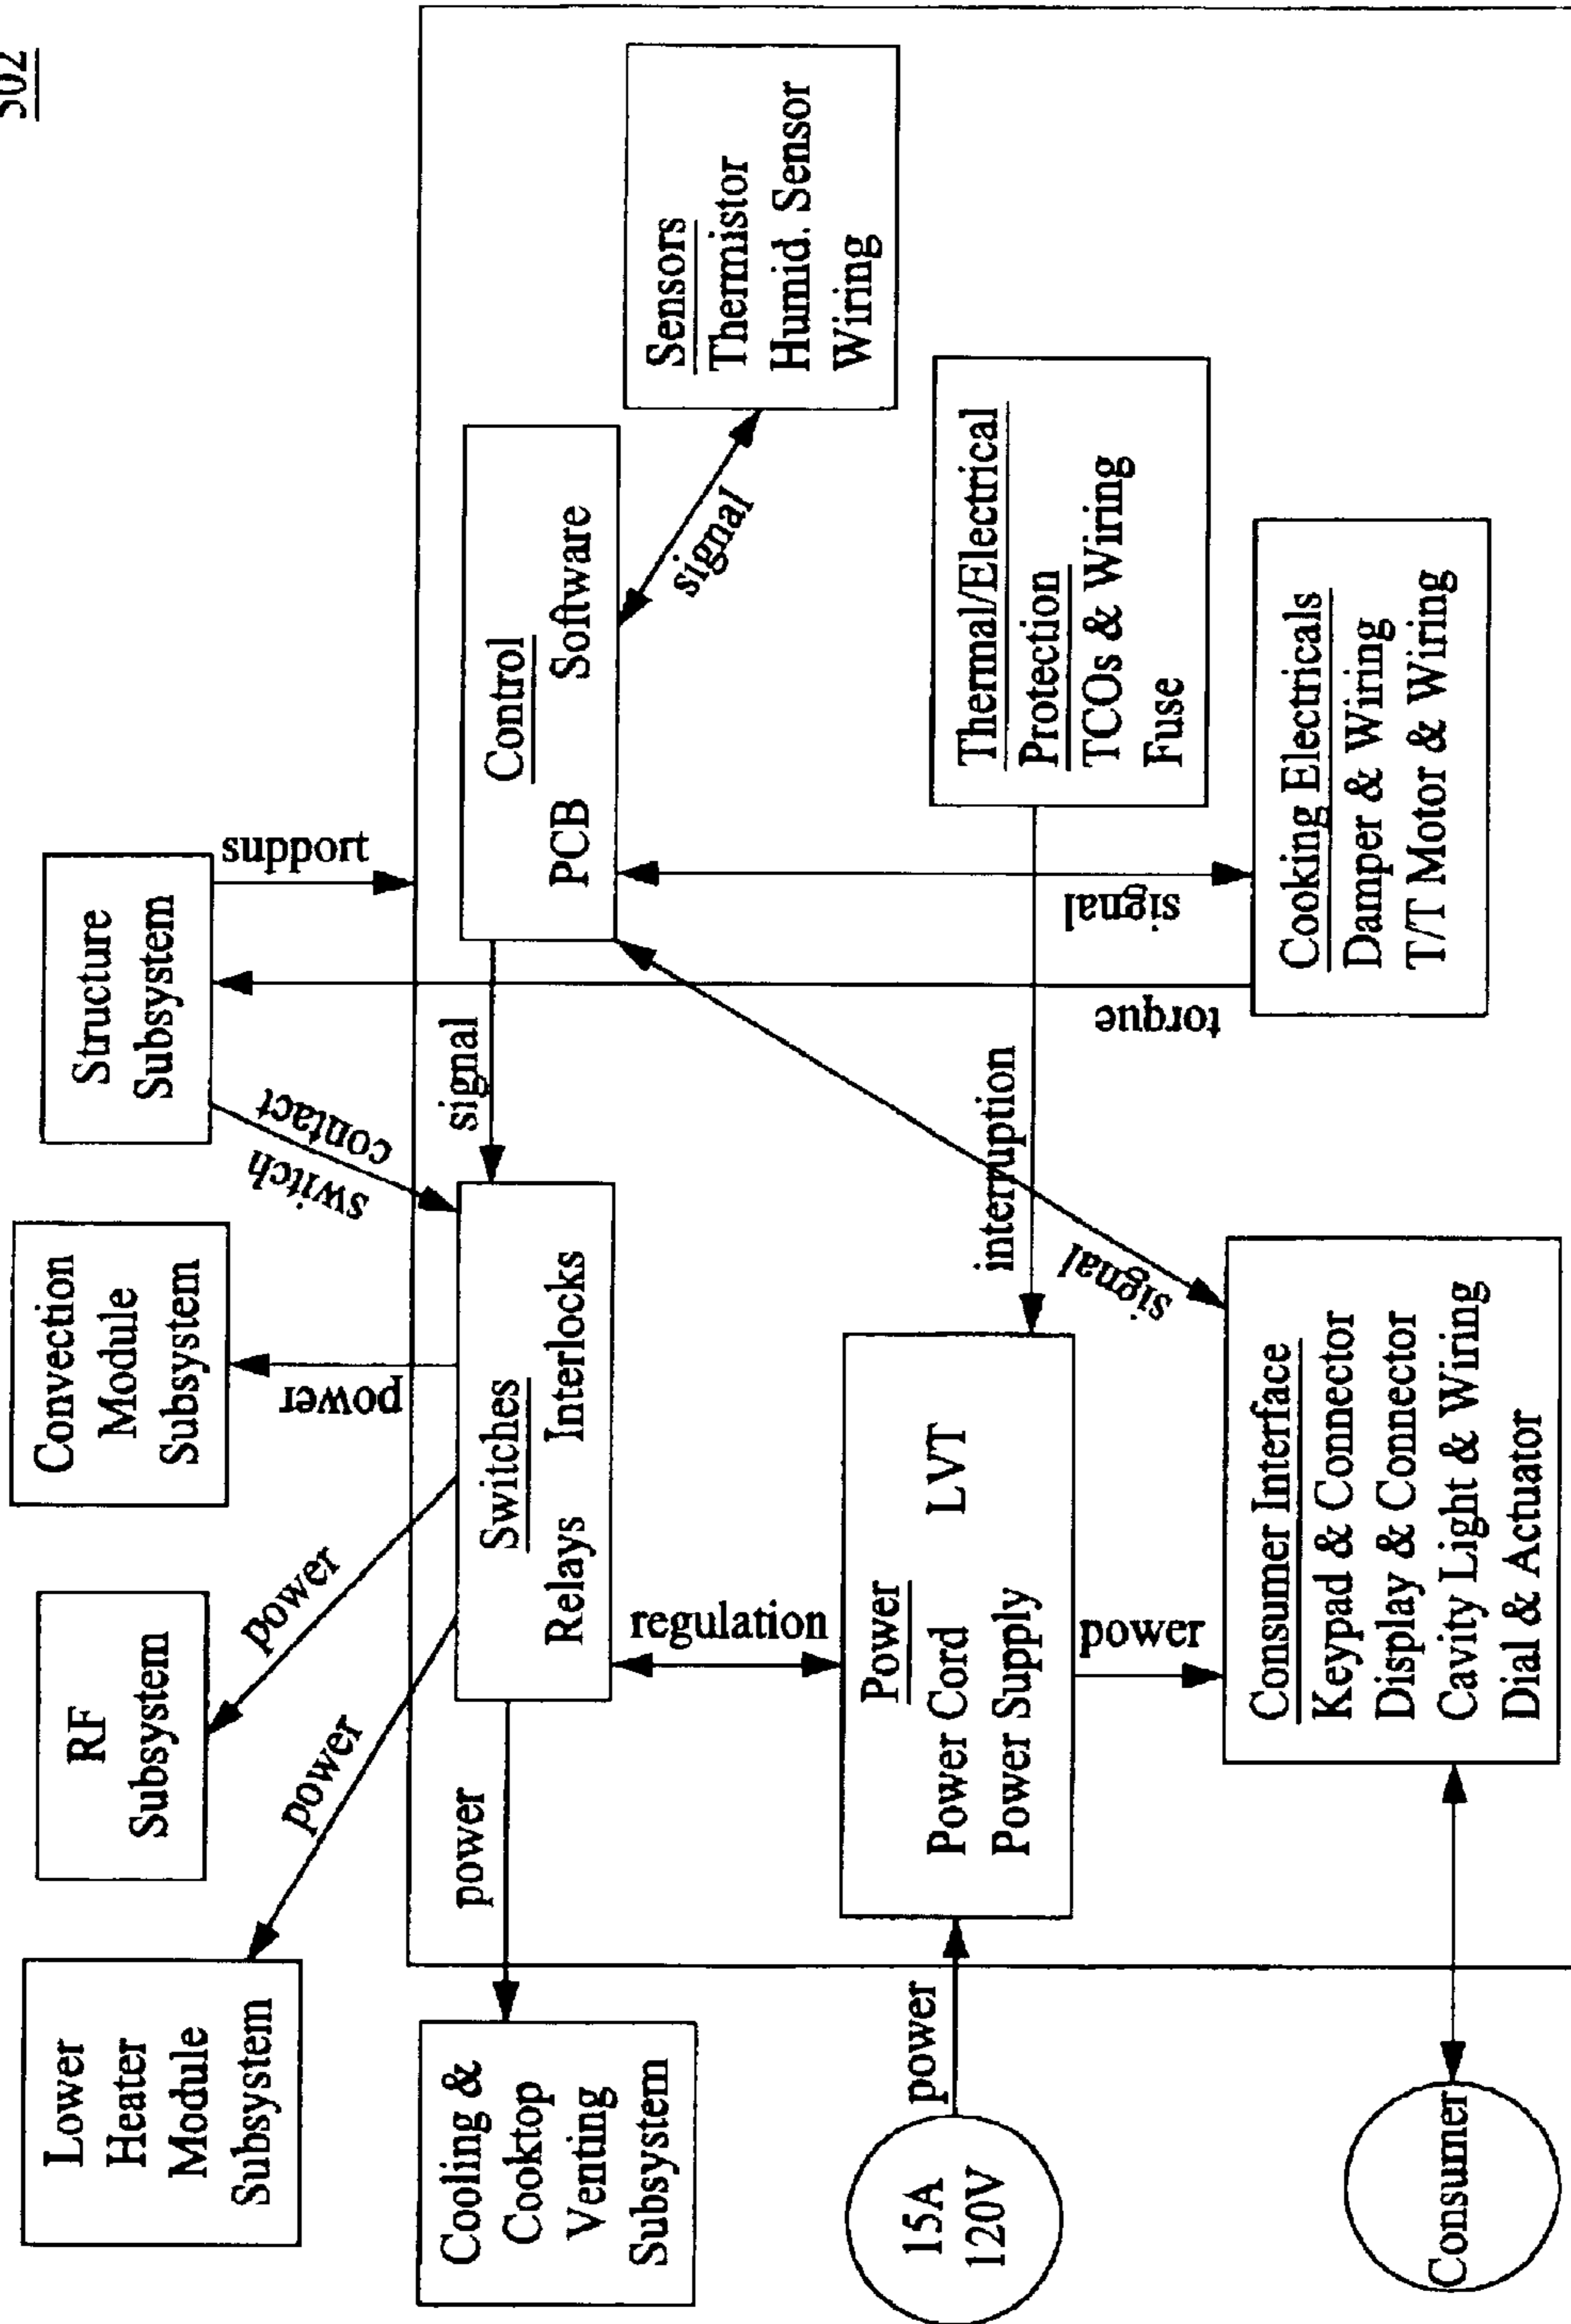 Lower
Heater
Module
Subsystem
RF
Subsystem
Convection
Module
Subsystem
Structure
Subsystem
power
power
power
switch
contact
support
Cooling &
Cooktop
Venting
Subsystem
power
Switches
Relays Interlocks
signal
Control
PCB Software
signal
Sensors
Thermistor
Humid. Sensor
Wiring
regulation
15A
120V
power
Power
Power Cord LVT
Power Supply
interruption
Thermal/Electrical
Protection
TCOs & Wiring
Fuse
power
signal
torque
signal
Consumer
Consumer Interface
Keypad & Connector
Display & Connector
Cavity Light & Wiring
Dial & Actuator
Cooking Electricals
Damper & Wiring
T/T Motor & Wiring